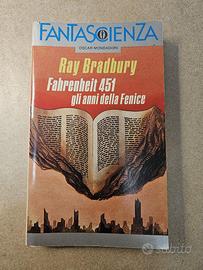 FANTASCIENZA
OSCAR MONDADORI
Ray Bradbury
Fahrenheit 451
gli anni della Fenice
subito